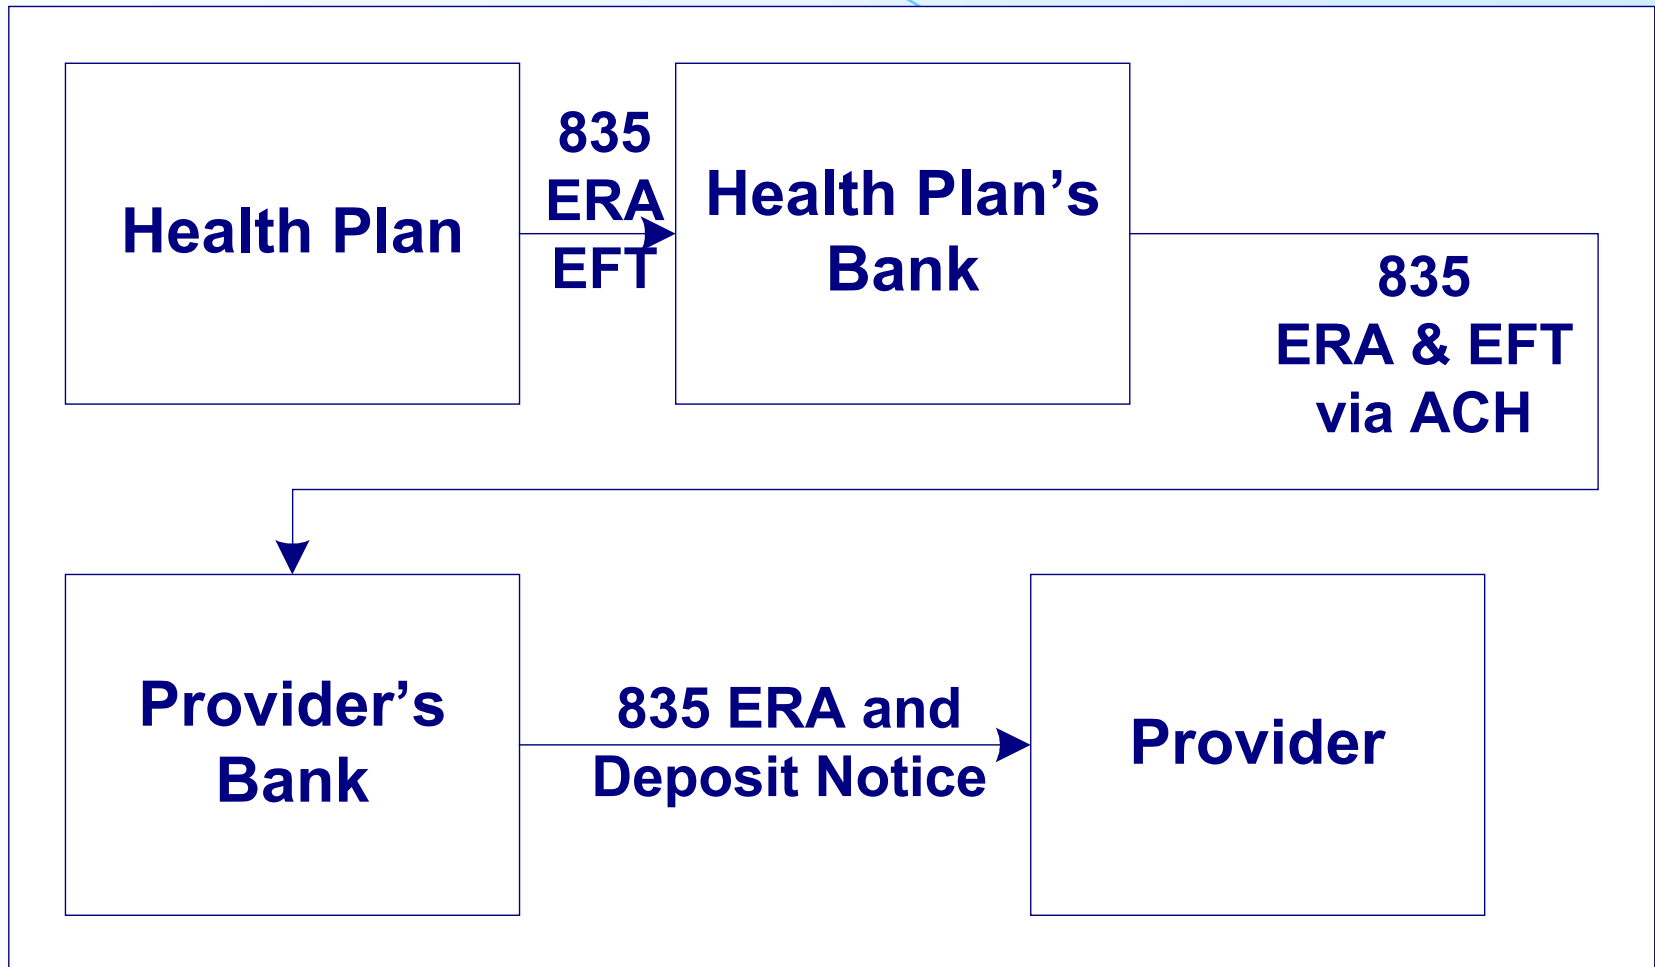 Health Plan
835
ERA
EFT
Health Plan’s
Bank
835
ERA & EFT
via ACH
Provider’s
Bank
835 ERA and
Deposit Notice
Provider